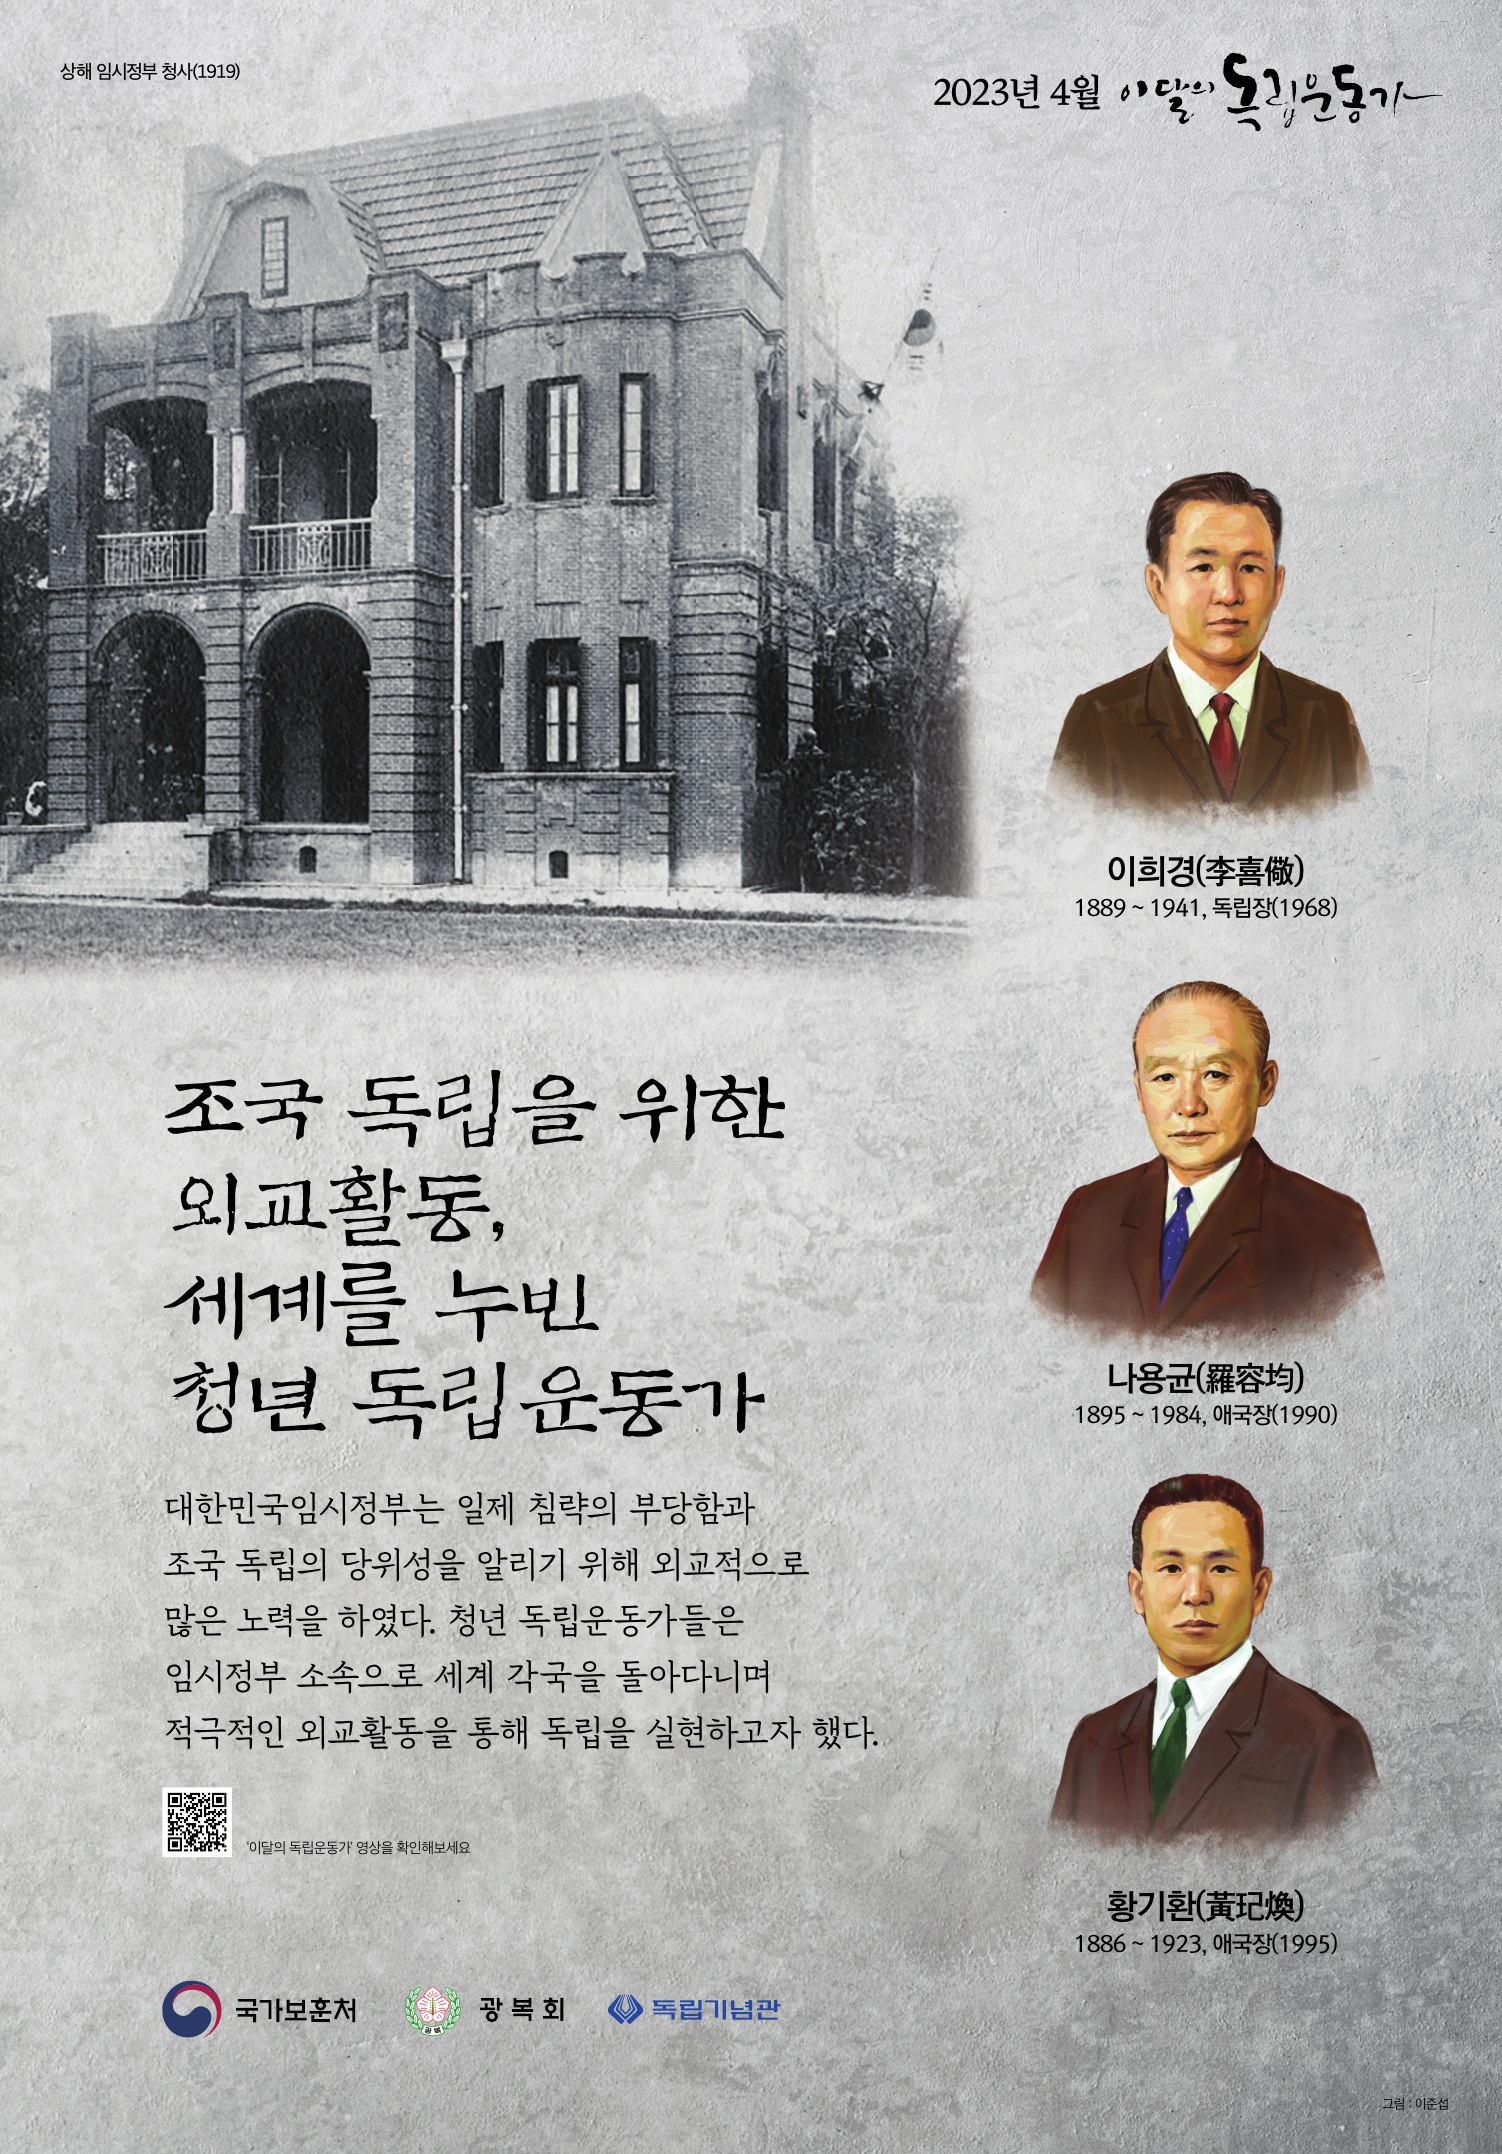 상해 임시정부 청사(1919)
2023년 4월 이달의 독립운동가
이희경(李喜儆)
1889 ~ 1941, 독립장(1968)
나용균(羅容均)
1895 ~ 1984, 애국장(1990)
황기환(黃玘煥)
1886 ~ 1923, 애국장(1995)
조국 독립을 위한
외교활동,
세계를 누빈
청년 독립운동가
대한민국임시정부는 일제 침략의 부당함과
조국 독립의 당위성을 알리기 위해 외교적으로
많은 노력을 하였다. 청년 독립운동가들은
임시정부 소속으로 세계 각국을 돌아다니며
적극적인 외교활동을 통해 독립을 실현하고자 했다.
'이달의 독립운동가' 영상을 확인해보세요
국가보훈처
광복
광복회
독립기념관
그림 : 이준섭